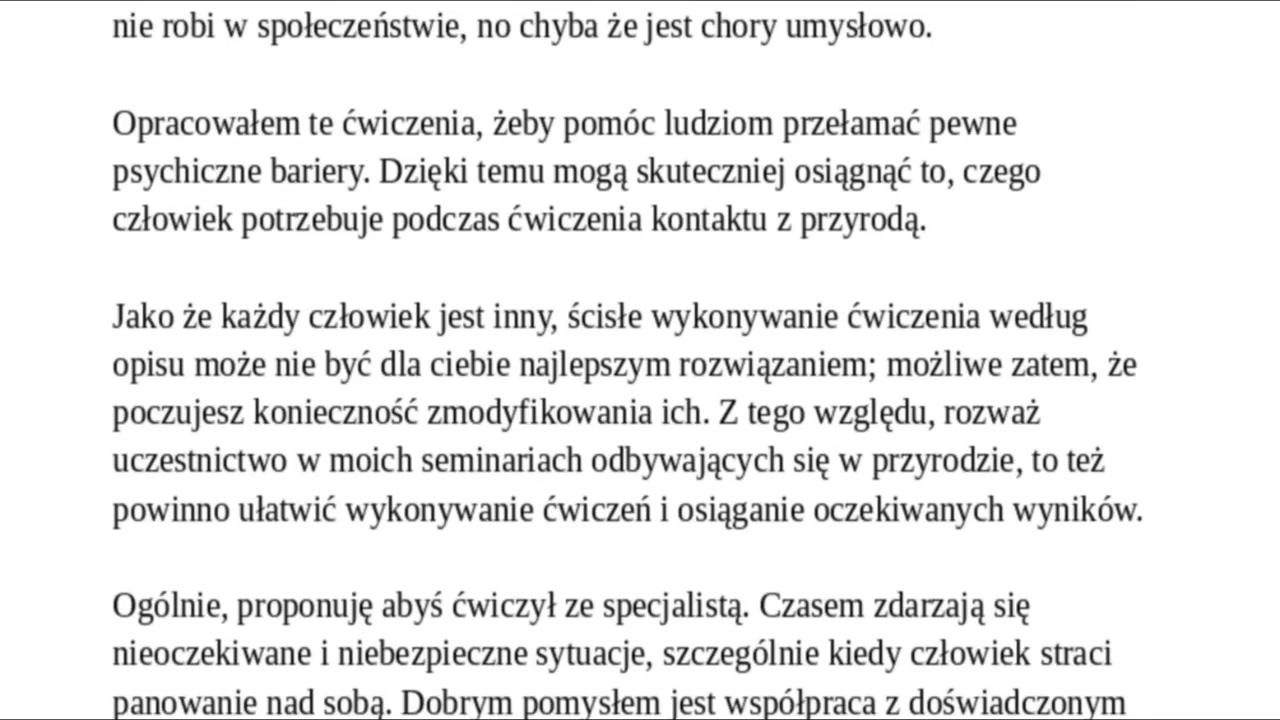 nie robi w społeczeństwie, no chyba że jest chory umysłowo.
Opracowałem te ćwiczenia, żeby pomóc ludziom przełamać pewne
psychiczne bariery. Dzięki temu mogą skuteczniej osiągnąć to, czego
człowiek potrzebuje podczas ćwiczenia kontaktu z przyrodą.
Jako że każdy człowiek jest inny, ścisłe wykonywanie ćwiczenia według
opisu może nie być dla ciebie najlepszym rozwiązaniem; możliwe zatem, że
poczujesz konieczność zmodyfikowania ich. Z tego względu, rozważ
uczestnictwo w moich seminariach odbywających się w przyrodzie, to też
powinno ułatwić wykonywanie ćwiczeń i osiąganie oczekiwanych wyników.
Ogólnie, proponuję abyś ćwiczył ze specjalistą. Czasem zdarzają się
nieoczekiwane i niebezpieczne sytuacje, szczególnie kiedy człowiek straci
panowanie nad sobą. Dobrym pomysłem jest współpraca z doświadczonym